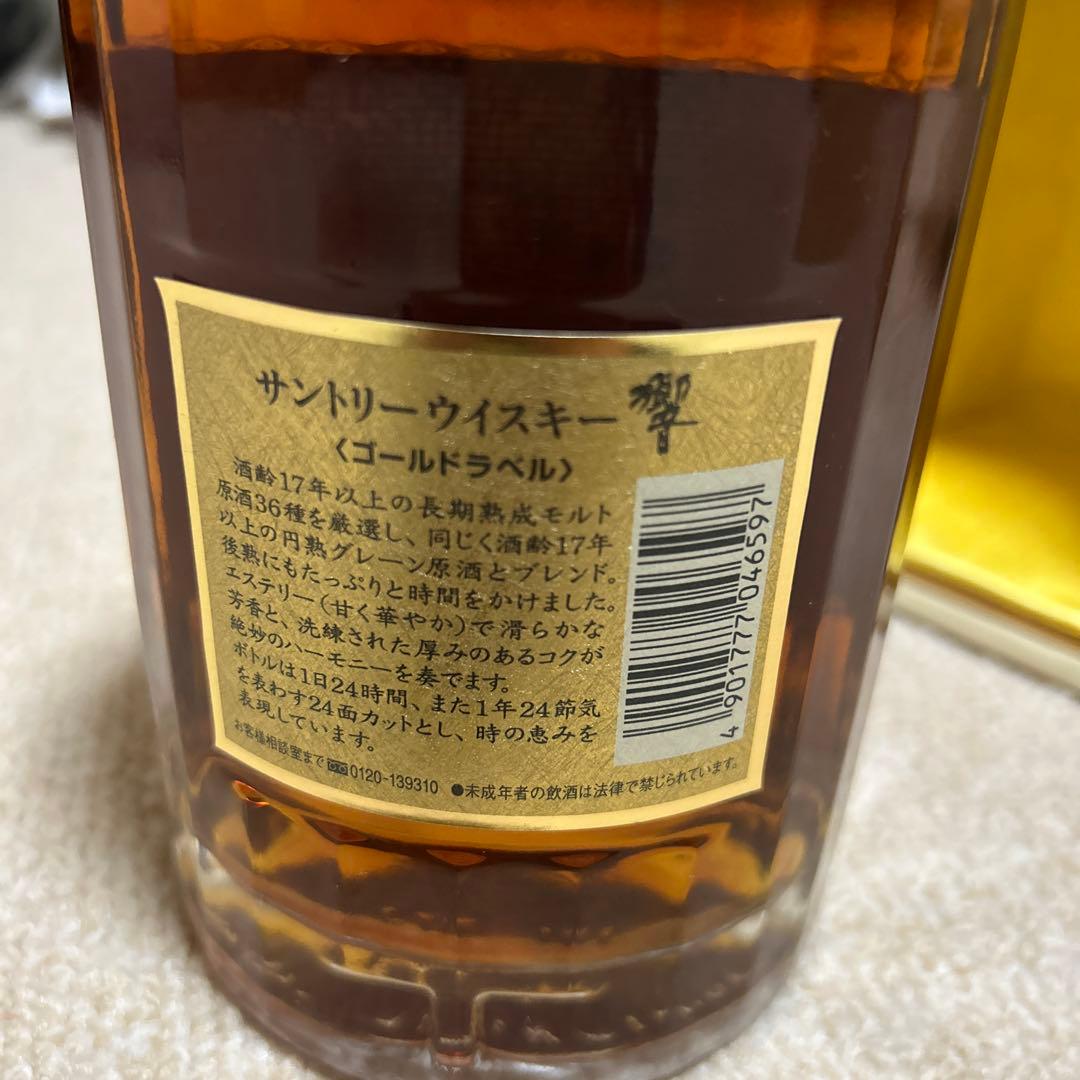 サントリーウイスキー 響
〈ゴールドラベル〉
酒齢17年以上の長期熟成モルト
原酒36種を厳選し、同じく酒齢17年
以上の円熟グレーン原酒とブレンド。
後熟にもたっぷりと時間をかけました。
エステリー(甘く華やか)で滑らかな
芳香と、洗練された厚みのあるコクが
絶妙のハーモニーを奏でます。
ボトルは1日24時間、また1年24節気
を表わす24面カットとし、時の恵みを
表現しています。
お客様相談室まで 0120-139310 ●未成年者の飲酒は法律で禁じられています。
4 901777 046597